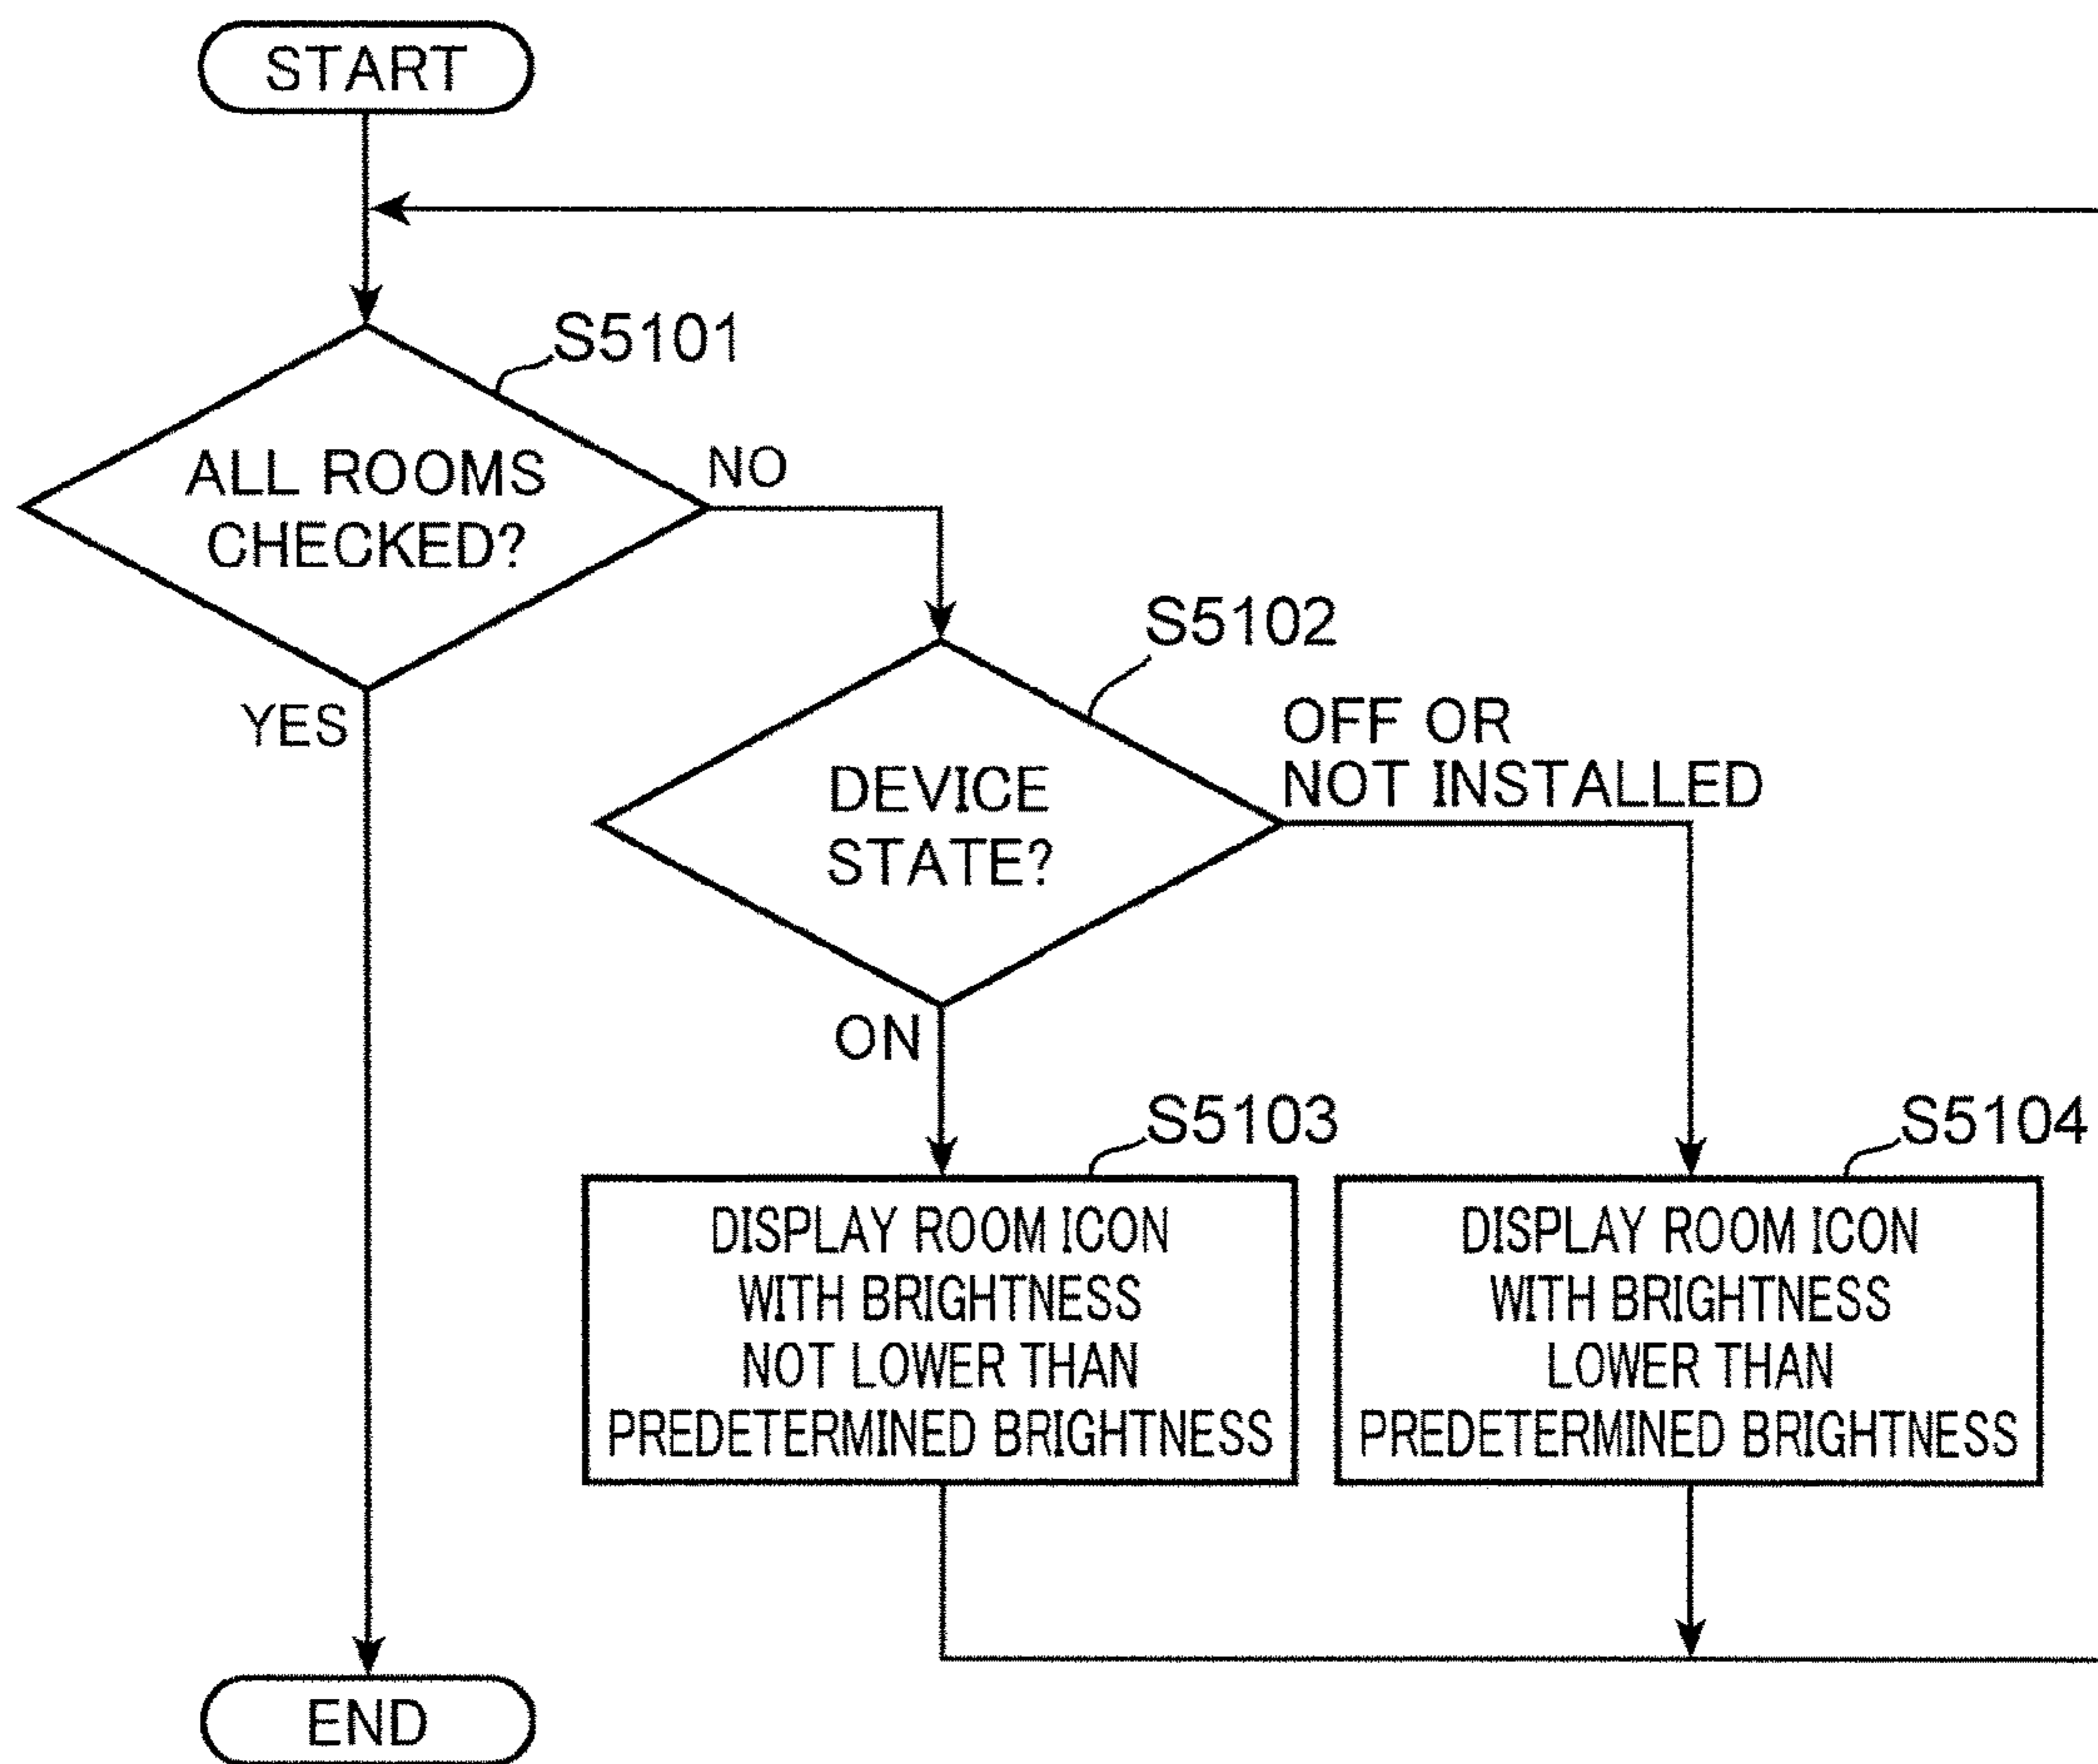 START
S5101
ALL ROOMS
CHECKED?
NO
YES
S5102
DEVICE
STATE?
OFF OR
NOT INSTALLED
ON
S5103
DISPLAY ROOM ICON
WITH BRIGHTNESS
NOT LOWER THAN
PREDETERMINED BRIGHTNESS
S5104
DISPLAY ROOM ICON
WITH BRIGHTNESS
LOWER THAN
PREDETERMINED BRIGHTNESS
END